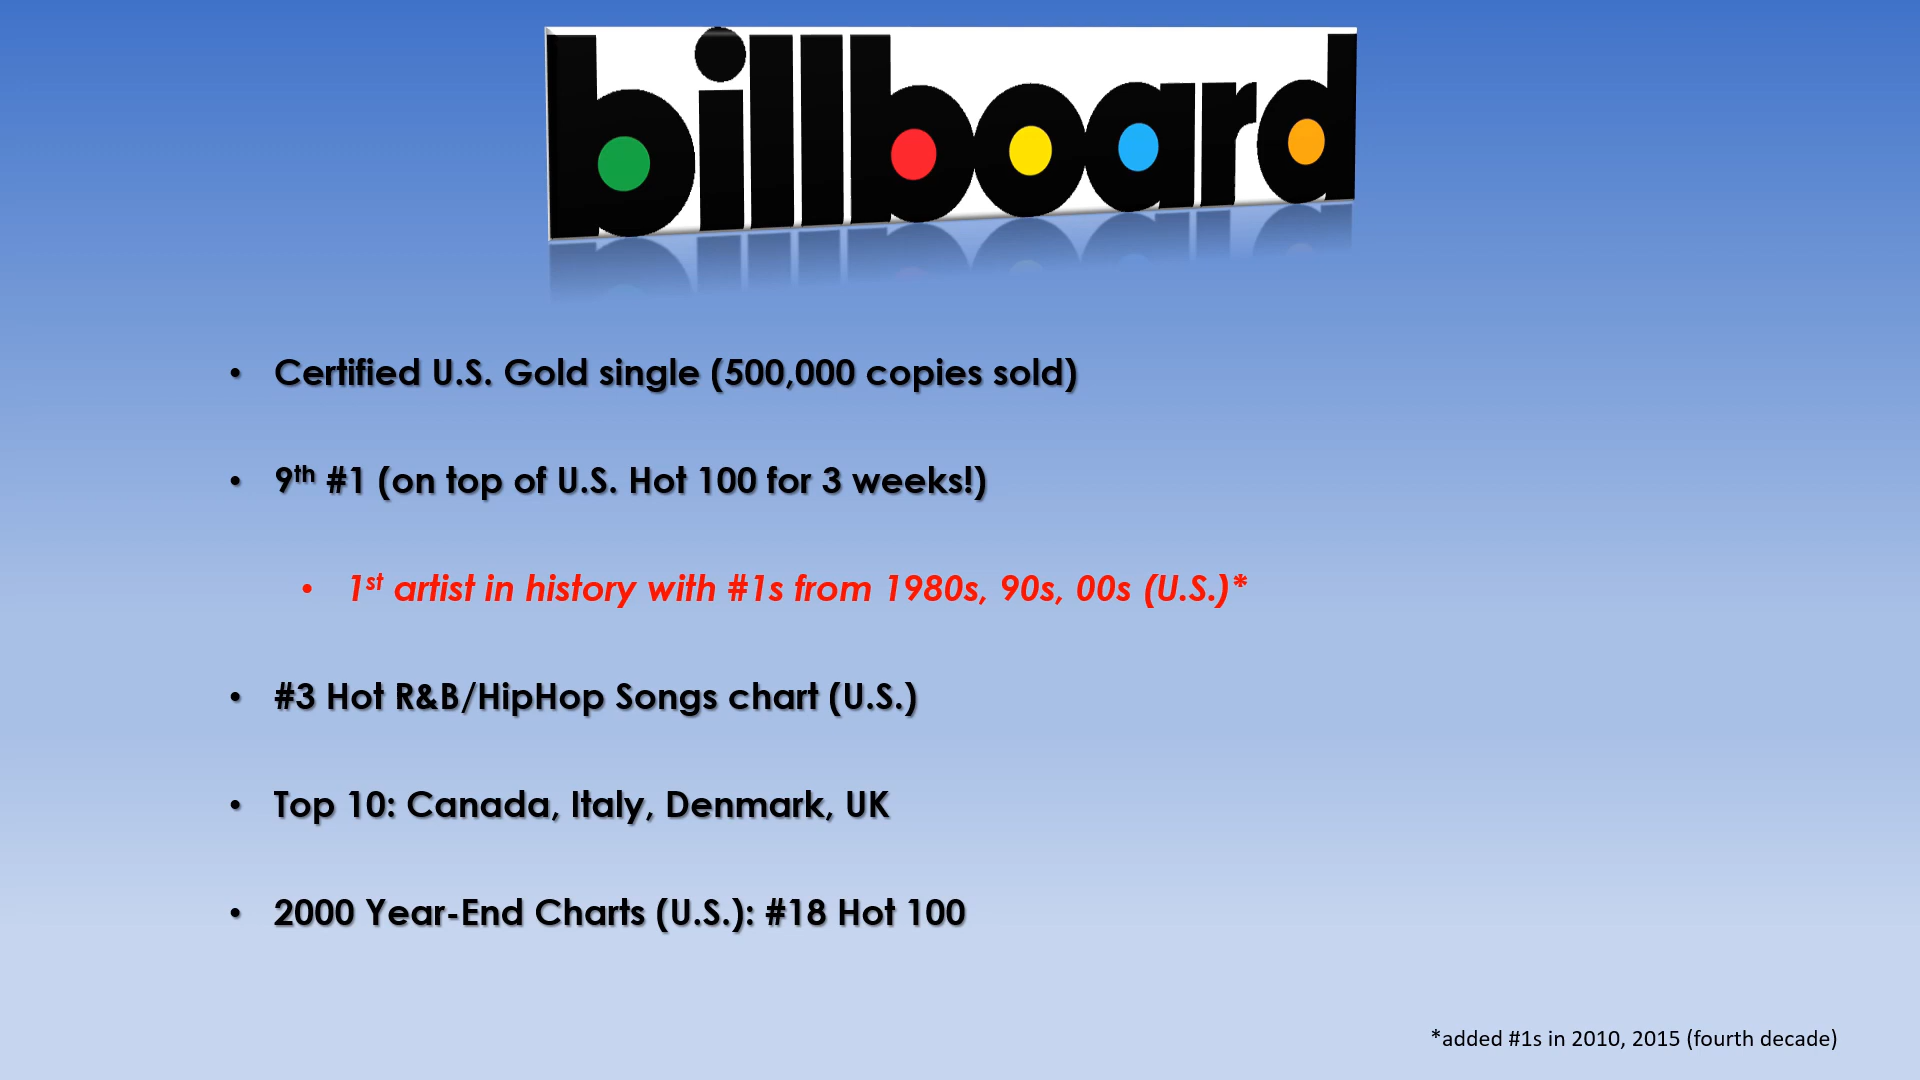 billboard
• Certified U.S. Gold single (500,000 copies sold)
• 9th #1 (on top of U.S. Hot 100 for 3 weeks!)
• 1st artist in history with #1s from 1980s, 90s, 00s (U.S.)*
• #3 Hot R&B/HipHop Songs chart (U.S.)
• Top 10: Canada, Italy, Denmark, UK
• 2000 Year-End Charts (U.S.): #18 Hot 100
*added #1s in 2010, 2015 (fourth decade)